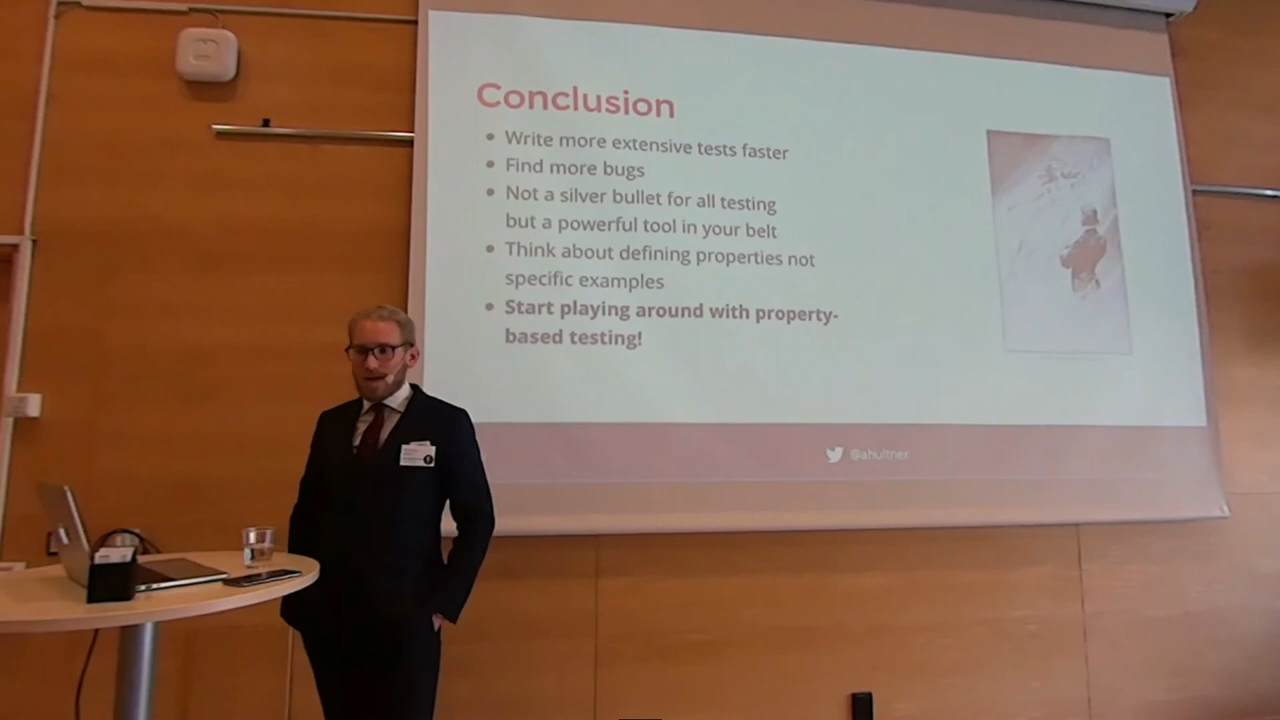 Conclusion
Write more extensive tests faster
Find more bugs
Not a silver bullet for all testing
but a powerful tool in your belt
Think about defining properties not
specific examples
Start playing around with property-
based testing!
@ahultner